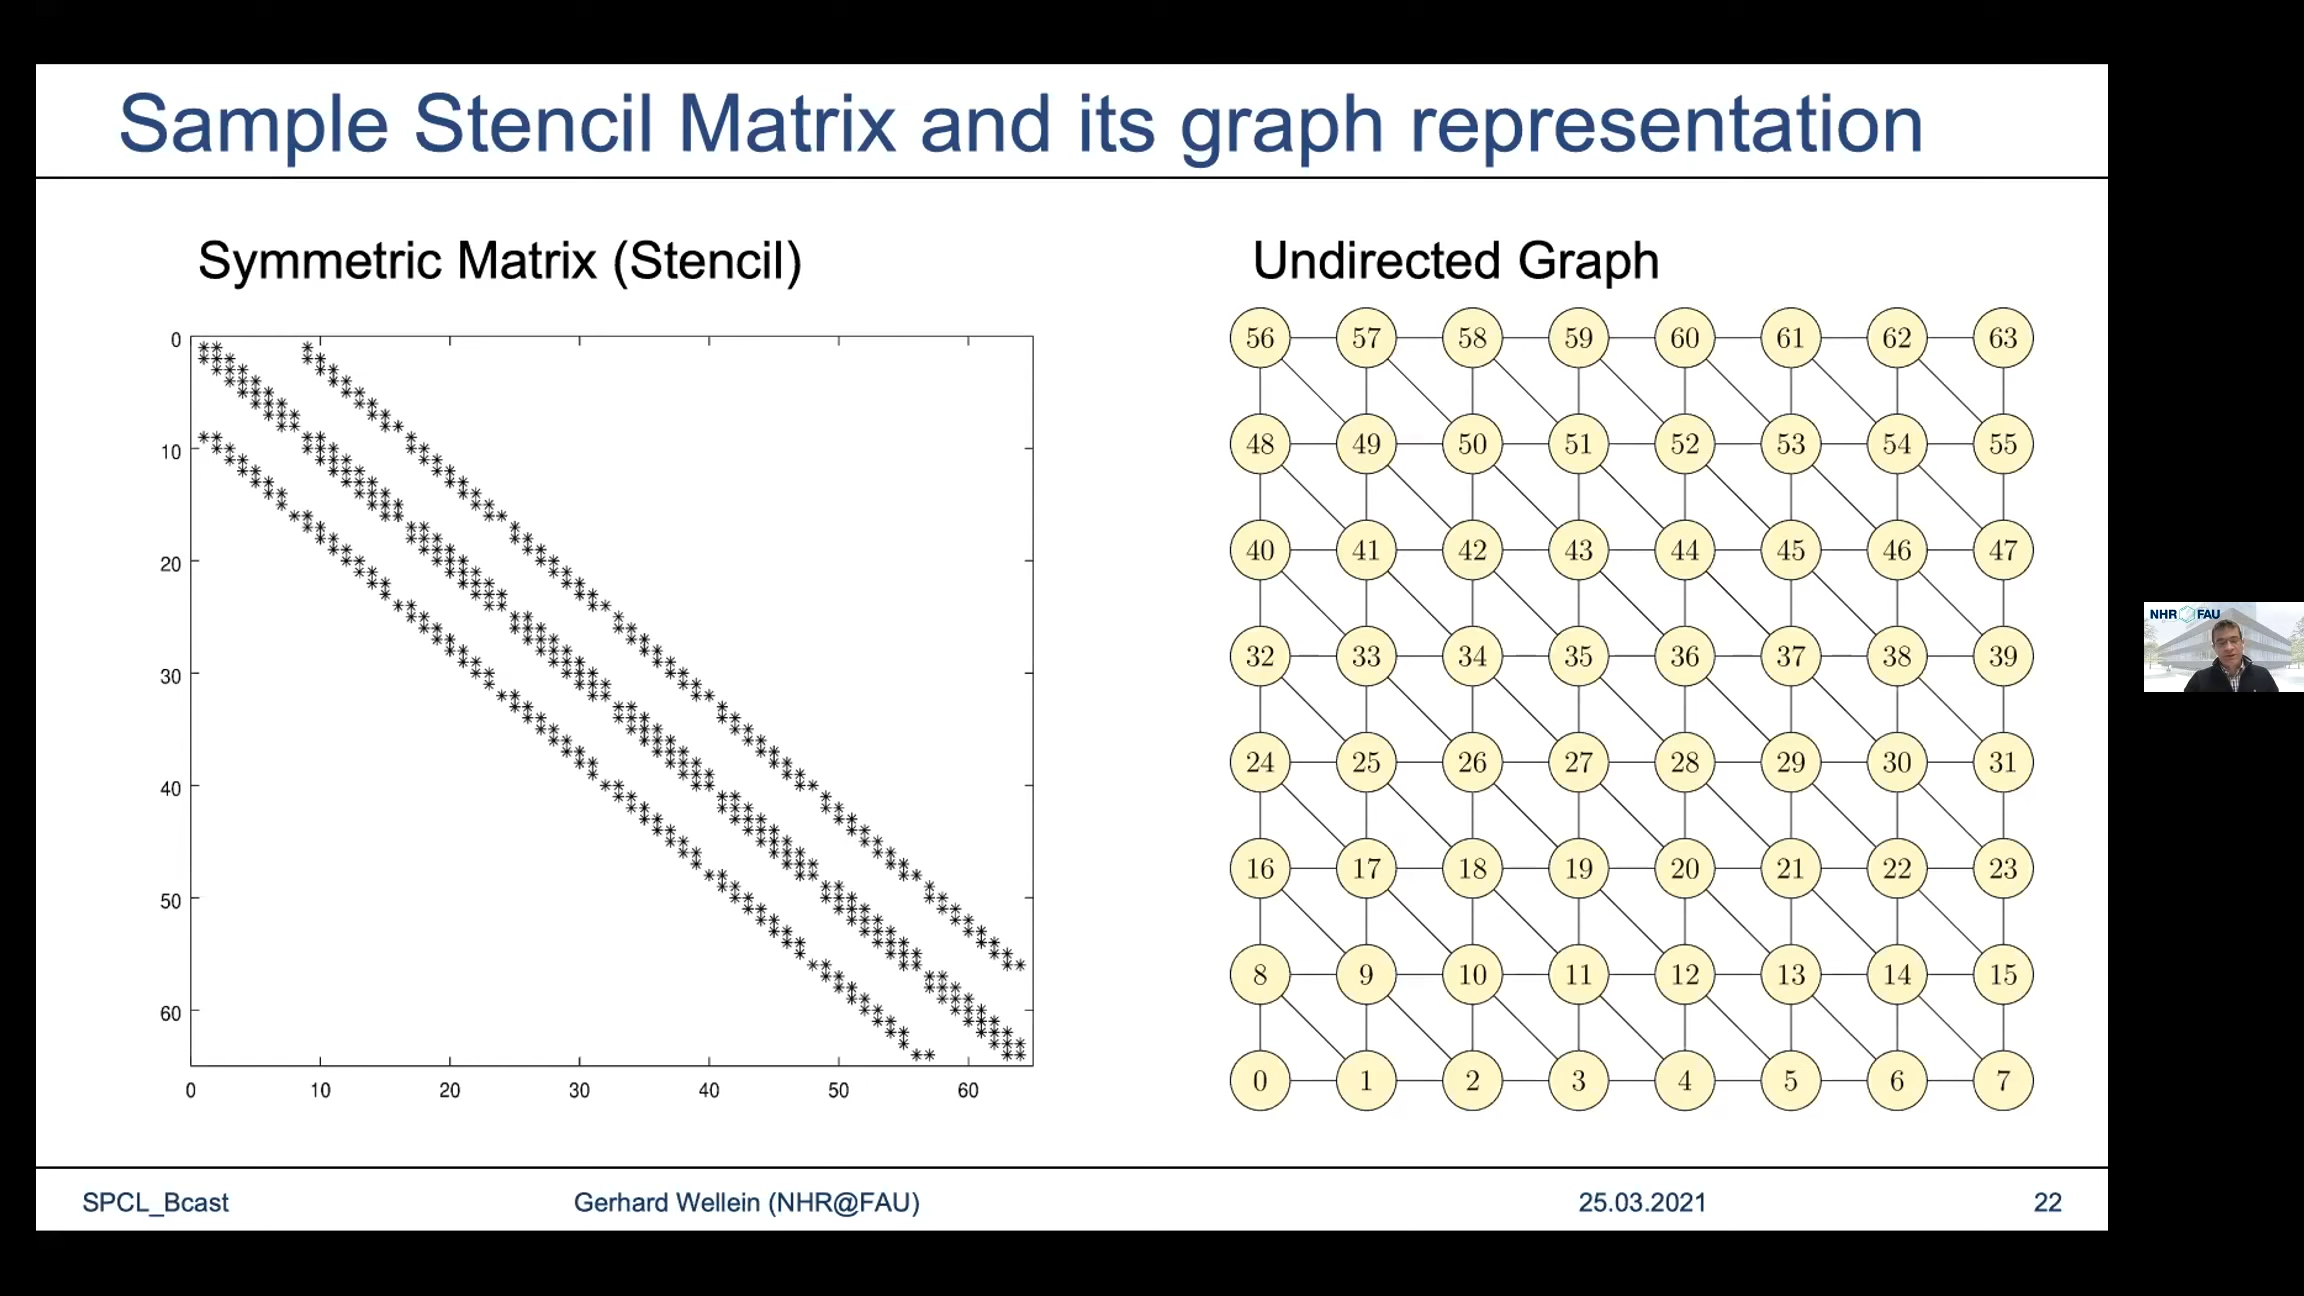 Sample Stencil Matrix and its graph representation
Symmetric Matrix (Stencil)
0
10
20
30
40
50
60
0 10 20 30 40 50 60
Undirected Graph
56 57 58 59 60 61 62 63
48 49 50 51 52 53 54 55
40 41 42 43 44 45 46 47
32 33 34 35 36 37 38 39
24 25 26 27 28 29 30 31
16 17 18 19 20 21 22 23
8 9 10 11 12 13 14 15
0 1 2 3 4 5 6 7
NHR FAU
SPCL_Bcast Gerhard Wellein (NHR@FAU) 25.03.2021 22